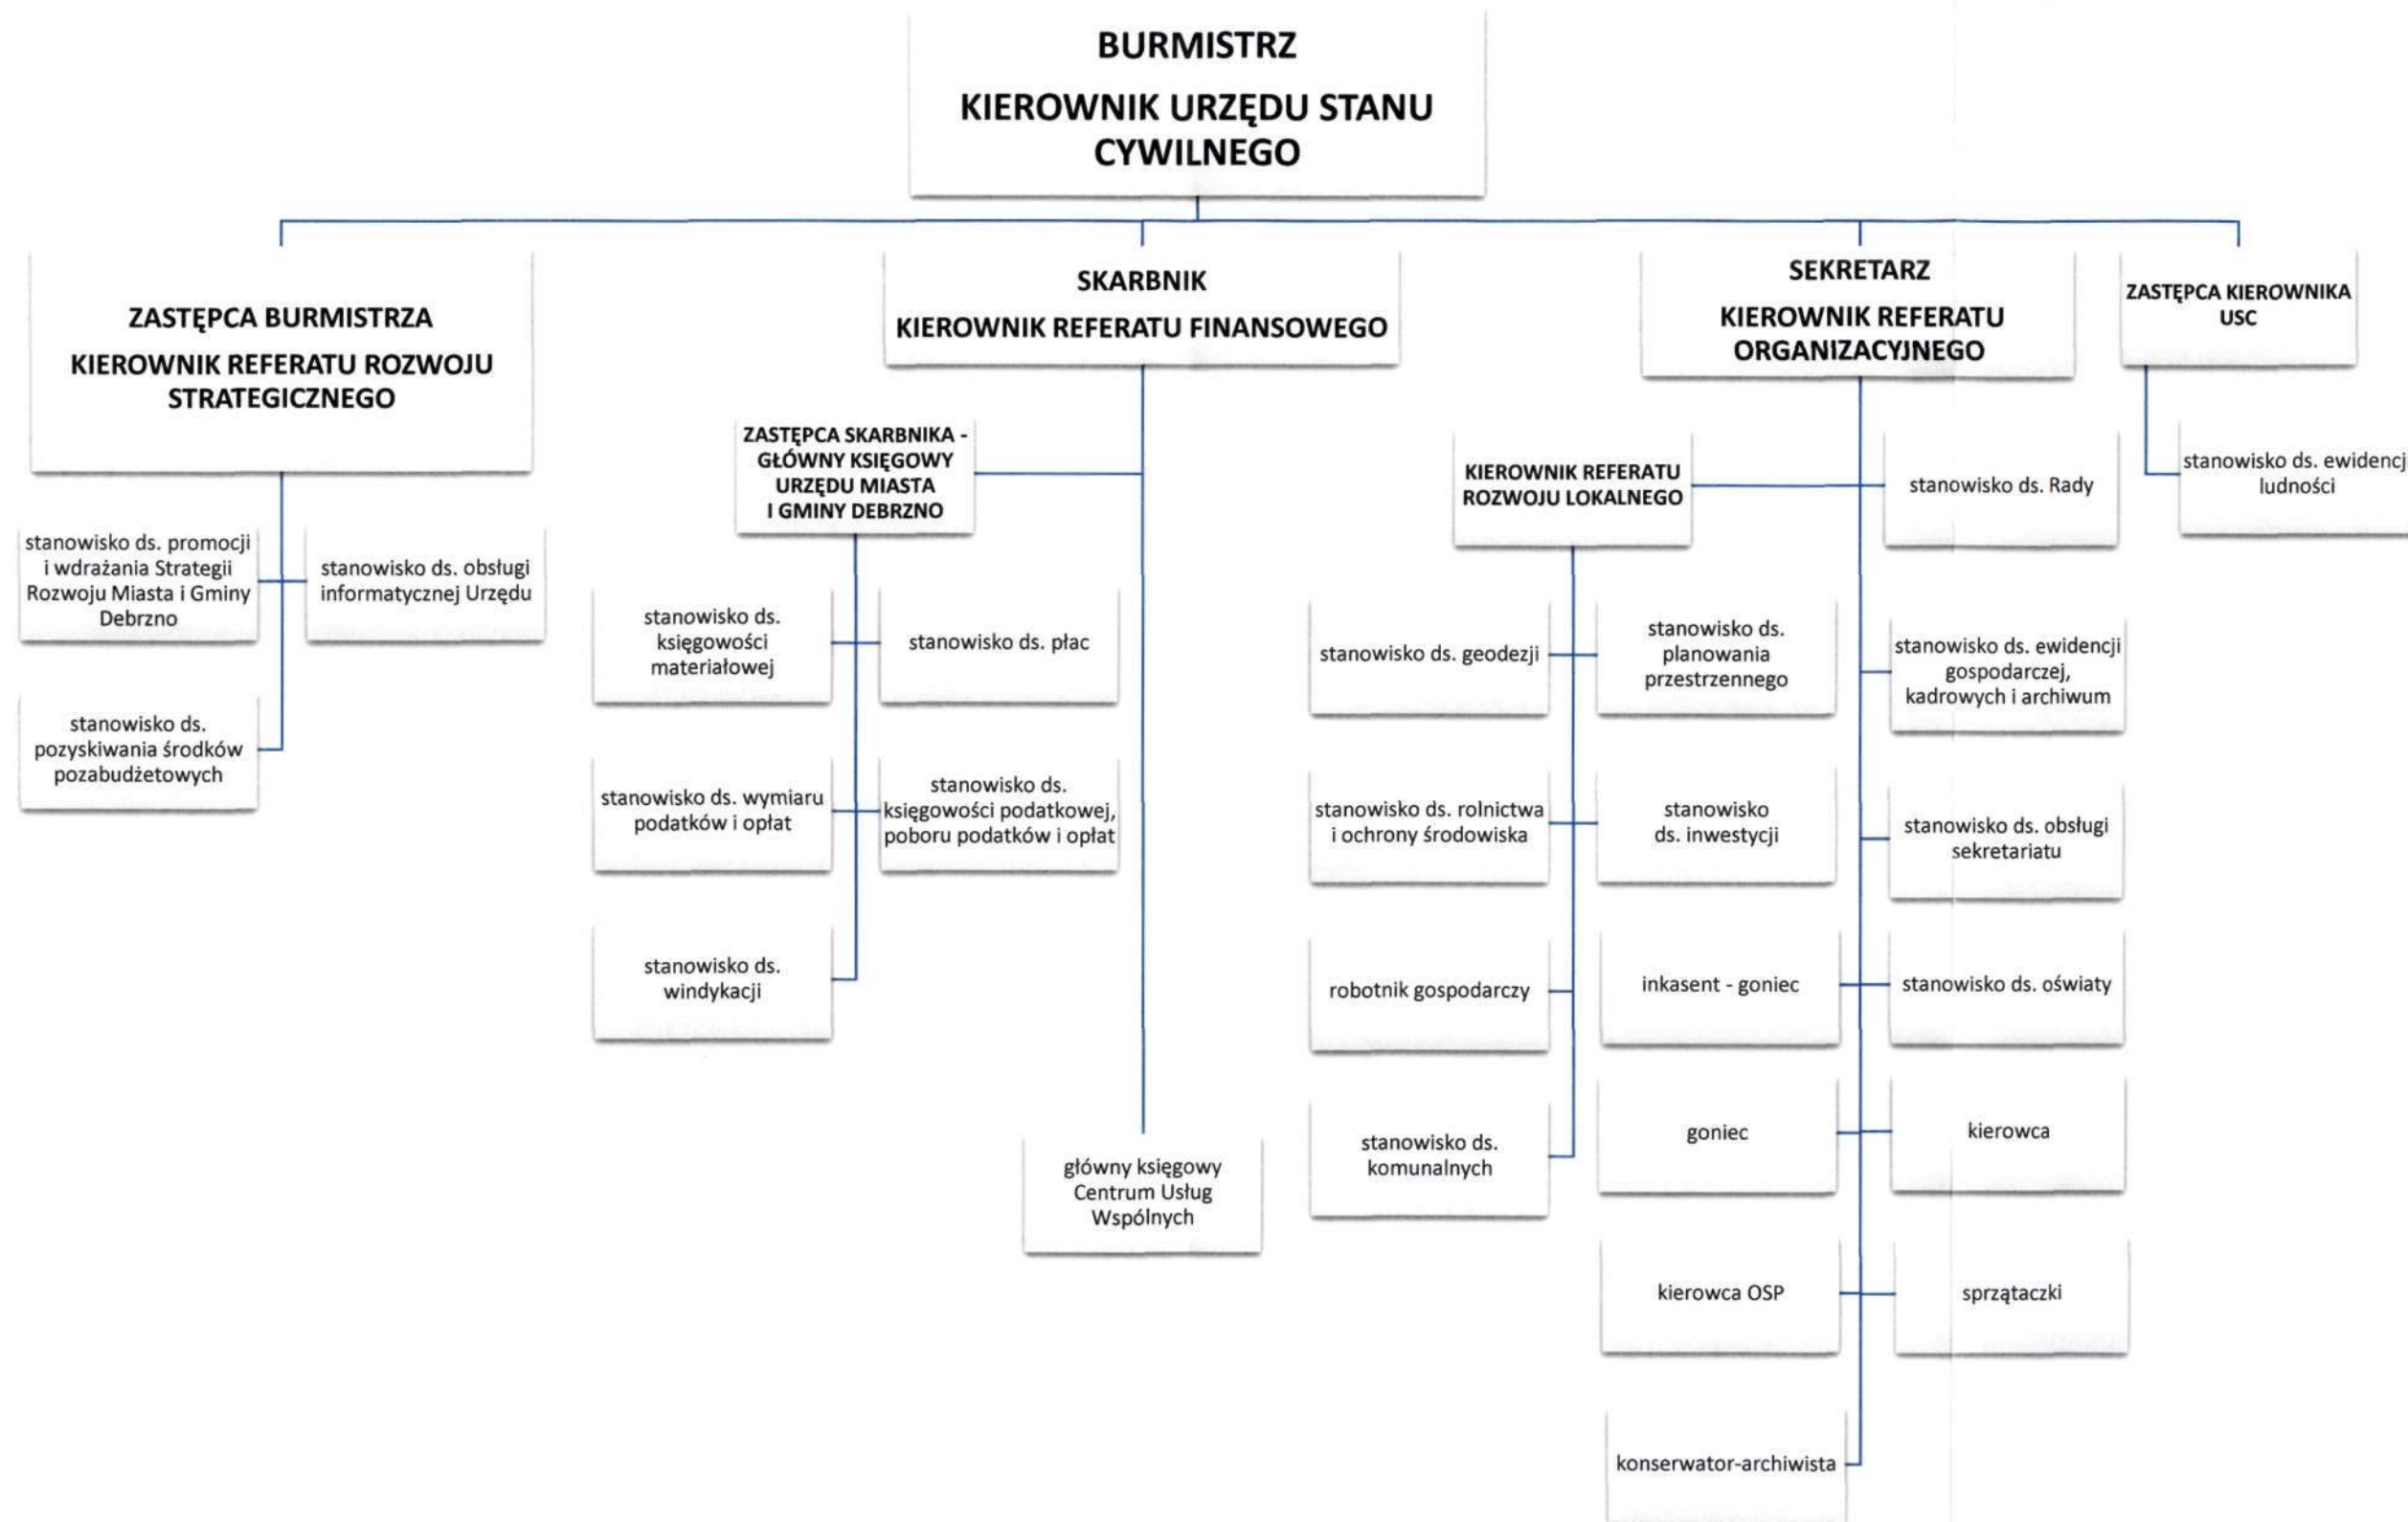 BURMISTRZ
KIEROWNIK URZĘDU STANU
CYWILNEGO
ZASTĘPCA BURMISTRZA
KIEROWNIK REFERATU ROZWOJU
STRATEGICZNEGO
SKARBNIK
KIEROWNIK REFERATU FINANSOWEGO
SEKRETARZ
KIEROWNIK REFERATU
ORGANIZACYJNEGO
ZASTĘPCA KIEROWNIKA
USC
stanowisko ds. promocji
i wdrażania Strategii
Rozwoju Miasta i Gminy
Debrzno
stanowisko ds. obsługi
informatycznej Urzędu
stanowisko ds.
pozyskiwania środków
pozabudżetowych
ZASTĘPCA SKARBNIKA -
GŁÓWNY KSIĘGOWY
URZĘDU MIASTA
I GMINY DEBRZNO
stanowisko ds.
księgowości
materiałowej
stanowisko ds. płac
stanowisko ds. wymiaru
podatków i opłat
stanowisko ds.
księgowości podatkowej,
poboru podatków i opłat
stanowisko ds.
windykacji
główny księgowy
Centrum Usług
Wspólnych
KIEROWNIK REFERATU
ROZWOJU LOKALNEGO
stanowisko ds. geodezji
stanowisko ds.
planowania
przestrzennego
stanowisko ds. rolnictwa
i ochrony środowiska
stanowisko
ds. inwestycji
robotnik gospodarczy
stanowisko ds.
komunalnych
stanowisko ds. Rady
stanowisko ds. ewidencji
gospodarczej,
kadrowych i archiwum
stanowisko ds. obsługi
sekretariatu
inkasent - goniec
stanowisko ds. oświaty
goniec
kierowca
kierowca OSP
sprzątaczki
konserwator-archiwista
stanowisko ds. ewidencj
ludności